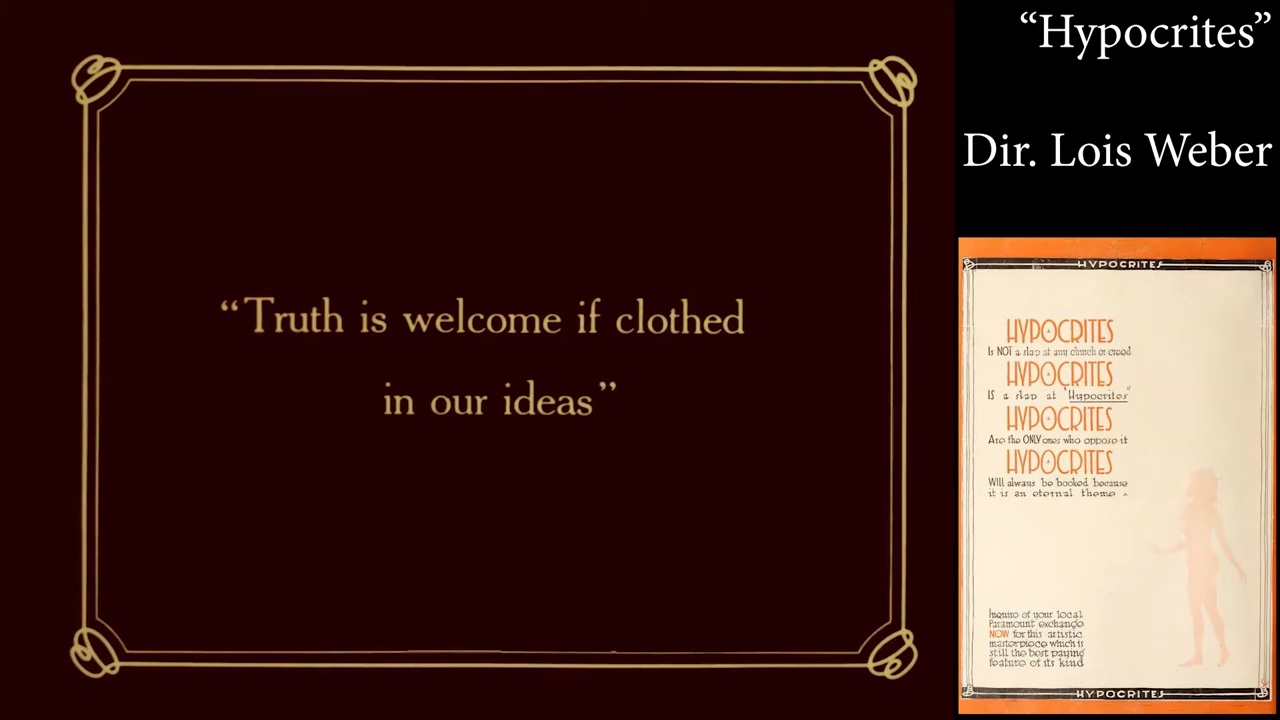 “Truth is welcome if clothed
in our ideas”
“Hypocrites”
Dir. Lois Weber
HYPOCRITES
HYPOCRITES
Is NOT a slap at any church or creed
HYPOCRITES
IS a slap at "Hypocrites"
HYPOCRITES
Are the ONLY ones who oppose it
HYPOCRITES
Will always be booked because
it is an eternal theme
Inquire of your local
Paramount exchange
NOW for this artistic
masterpiece which is
still the best paying
feature of its kind
HYPOCRITES